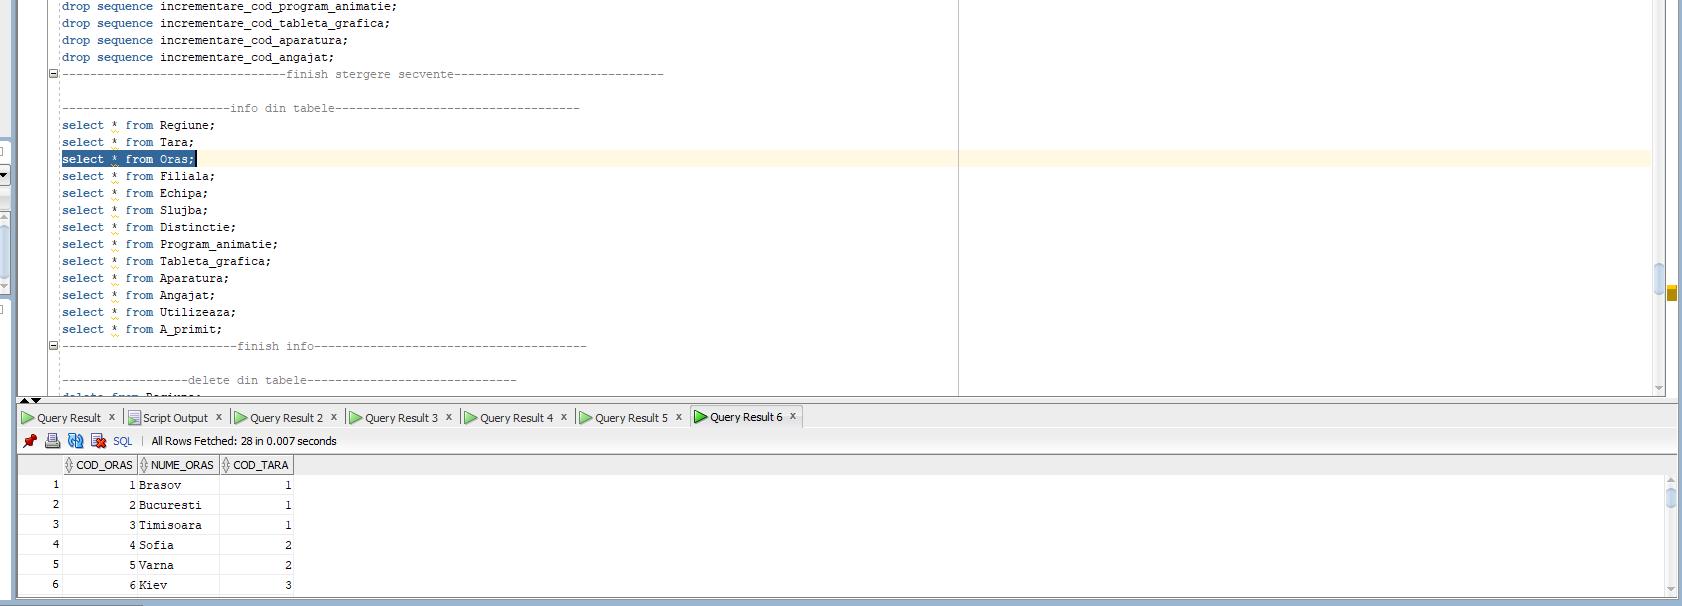 drop sequence incrementare_cod_program_animatie;
drop sequence incrementare_cod_tableta_grafica;
drop sequence incrementare_cod_aparatura;
drop sequence incrementare_cod_angajat;
--------------------------------finish stergere secvente------------------------------
------------------------info din tabele-----------------------------------
select * from Regiune;
select * from Tara;
select * from Oras;
select * from Filiala;
select * from Echipa;
select * from Slujba;
select * from Distinctie;
select * from Program_animatie;
select * from Tableta_grafica;
select * from Aparatura;
select * from Angajat;
select * from Utilizeaza;
select * from A_primit;
-------------------------finish info---------------------------------------
------------------delete din tabele------------------------------
Query Result x Script Output x Query Result 2 x Query Result 3 x Query Result 4 x Query Result 5 x Query Result 6 x
SQL | All Rows Fetched: 28 in 0.007 seconds
COD_ORAS NUME_ORAS COD_TARA
1 1 Brasov 1
2 2 Bucuresti 1
3 3 Timisoara 1
4 4 Sofia 2
5 5 Varna 2
6 6 Kiev 3